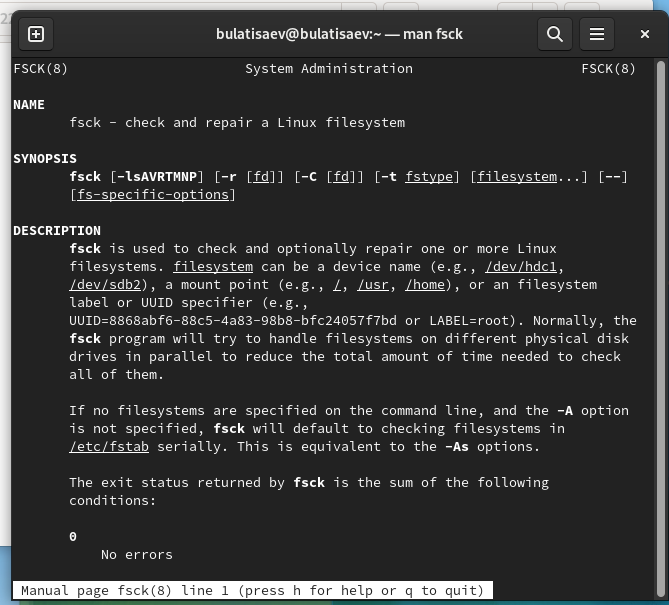 bulatisaev@bulatisaev:~ — man fsck
FSCK(8) System Administration FSCK(8)
NAME
fsck - check and repair a Linux filesystem
SYNOPSIS
fsck [-lsAVRTMNP] [-r [fd]] [-C [fd]] [-t fstype] [filesystem...] [--]
[fs-specific-options]
DESCRIPTION
fsck is used to check and optionally repair one or more Linux
filesystems. filesystem can be a device name (e.g., /dev/hdc1,
/dev/sdb2), a mount point (e.g., /, /usr, /home), or an filesystem
label or UUID specifier (e.g.,
UUID=8868abf6-88c5-4a83-98b8-bfc24057f7bd or LABEL=root). Normally, the
fsck program will try to handle filesystems on different physical disk
drives in parallel to reduce the total amount of time needed to check
all of them.
If no filesystems are specified on the command line, and the -A option
is not specified, fsck will default to checking filesystems in
/etc/fstab serially. This is equivalent to the -As options.
The exit status returned by fsck is the sum of the following
conditions:
0
No errors
Manual page fsck(8) line 1 (press h for help or q to quit)